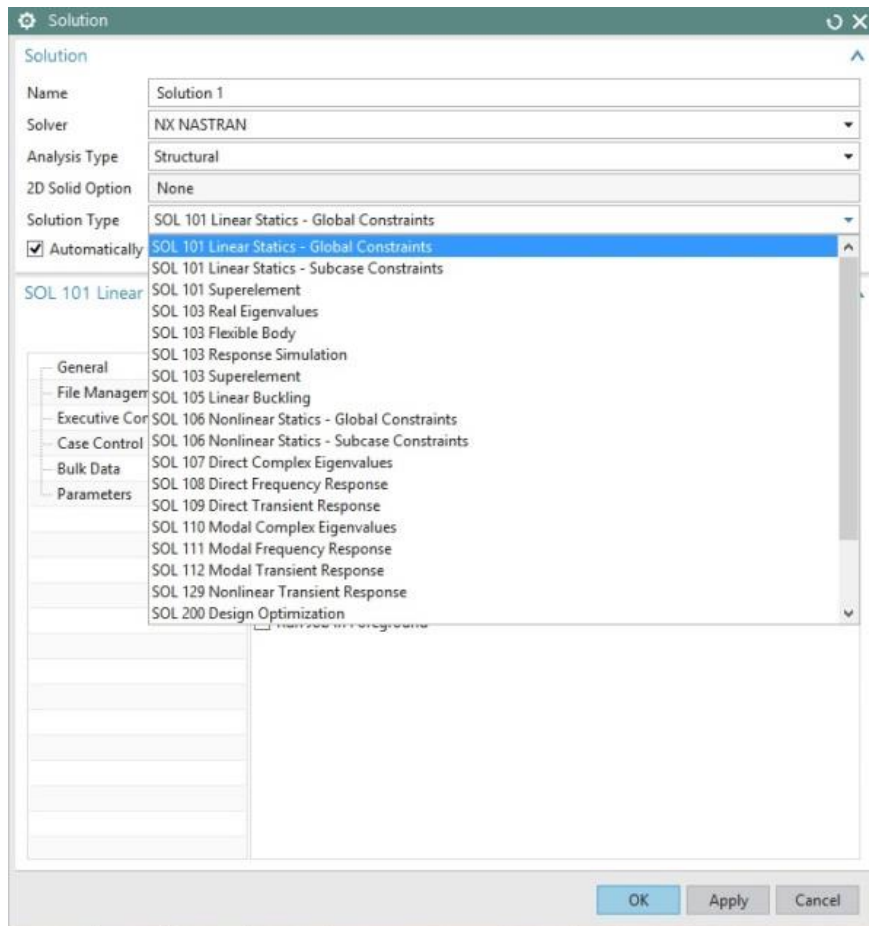 Solution
Solution
Name Solution 1
Solver NX NASTRAN
Analysis Type Structural
2D Solid Option None
Solution Type SOL 101 Linear Statics - Global Constraints
Automatically SOL 101 Linear Statics - Global Constraints
SOL 101 Linear Statics - Subcase Constraints
SOL 101 Linear SOL 101 Superelement
SOL 103 Real Eigenvalues
SOL 103 Flexible Body
SOL 103 Response Simulation
General SOL 103 Superelement
File Managem SOL 105 Linear Buckling
Executive Con SOL 106 Nonlinear Statics - Global Constraints
Case Control SOL 106 Nonlinear Statics - Subcase Constraints
Bulk Data SOL 107 Direct Complex Eigenvalues
SOL 108 Direct Frequency Response
Parameters SOL 109 Direct Transient Response
SOL 110 Modal Complex Eigenvalues
SOL 111 Modal Frequency Response
SOL 112 Modal Transient Response
SOL 129 Nonlinear Transient Response
SOL 200 Design Optimization
OK Apply Cancel